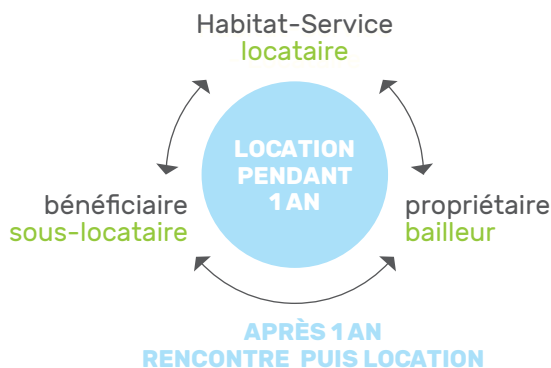 Habitat-Service
locataire
LOCATION
PENDANT
1 AN
bénéficiaire
sous-locataire
propriétaire
bailleur
APRÈS 1 AN
RENCONTRE PUIS LOCATION